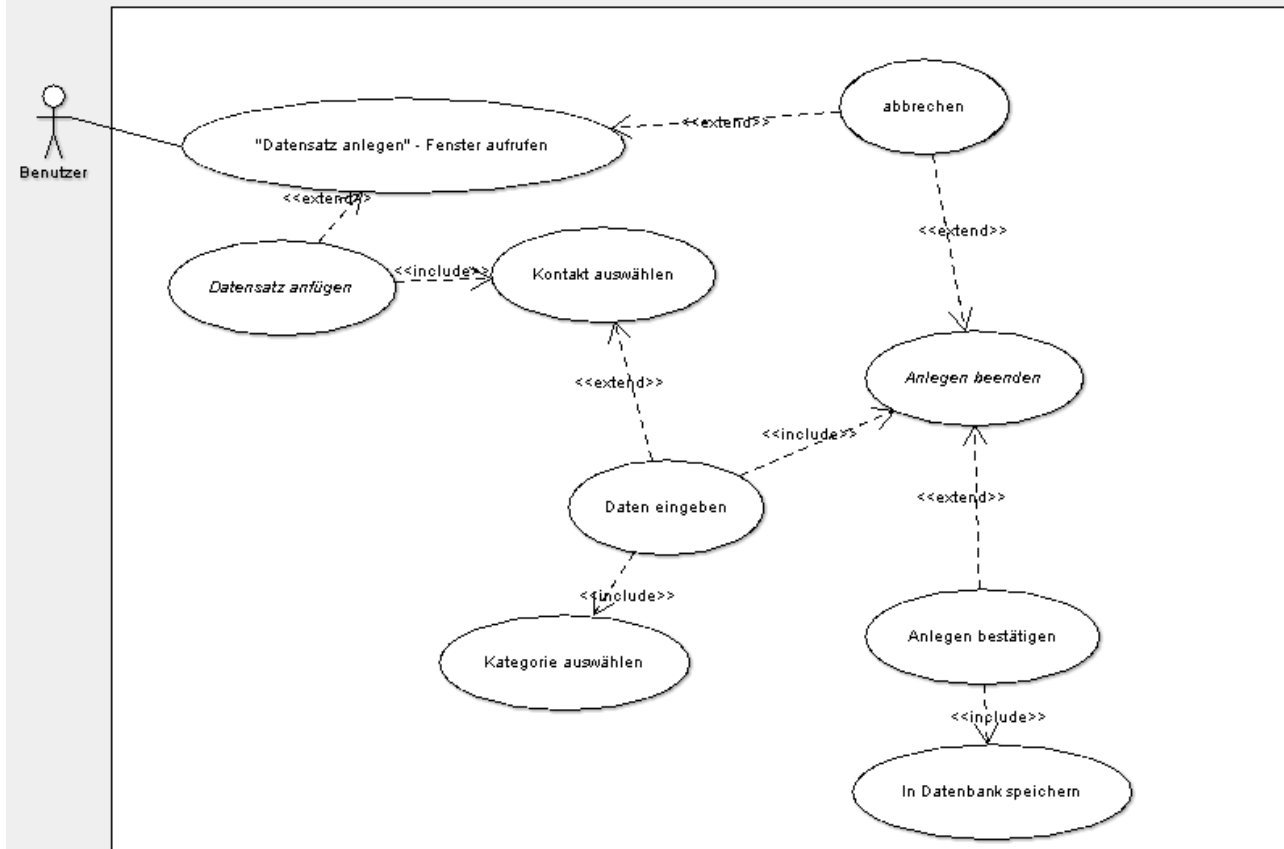 abbrechen
<<extend>>
"Datensatz anlegen" - Fenster aufrufen
Benutzer
<<extend>>
<<extend>>
<<include>>
Kontakt auswählen
Datensatz anfügen
<<extend>>
Anlegen beenden
<<include>>
<<extend>>
Daten eingeben
<<include>>
Anlegen bestätigen
Kategorie auswählen
<<include>>
In Datenbank speichern